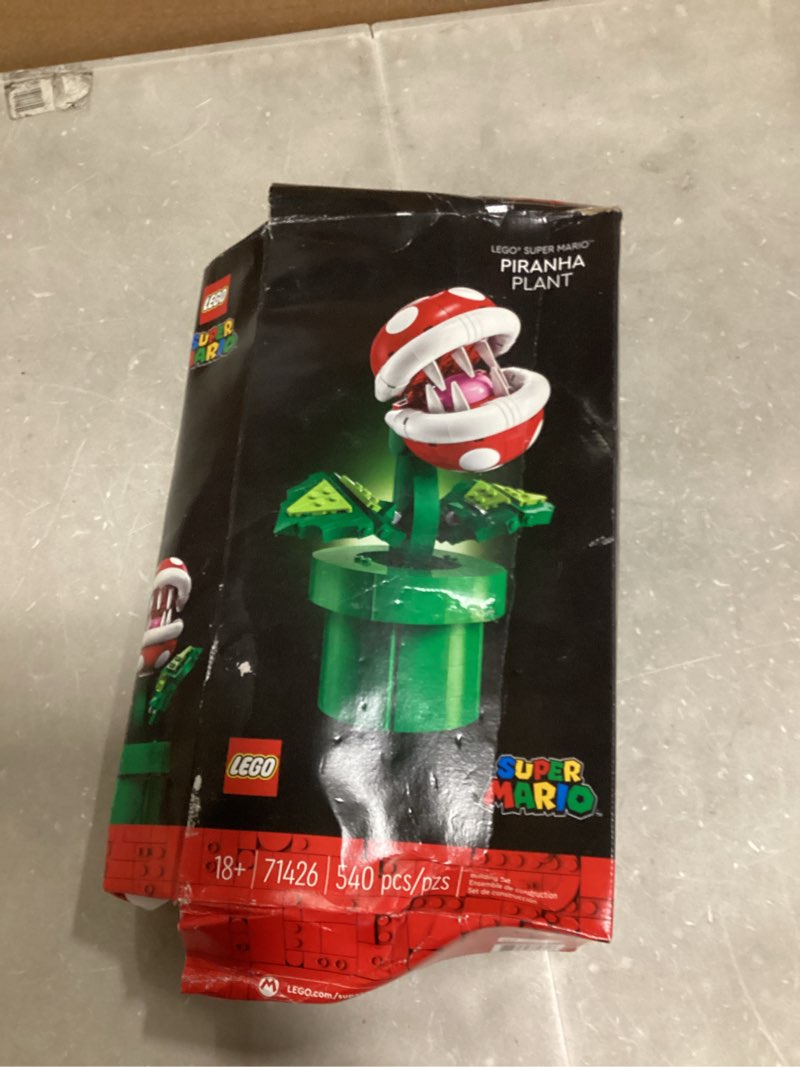 LEGO® SUPER MARIO™
PIRANHA
PLANT
LEGO
SUPER
MARIO
LEGO
SUPER
MARIO
18+ | 71426 | 540 pcs/pzs
Building Set
Ensemble de construction
Set de construcción
LEGO.com/